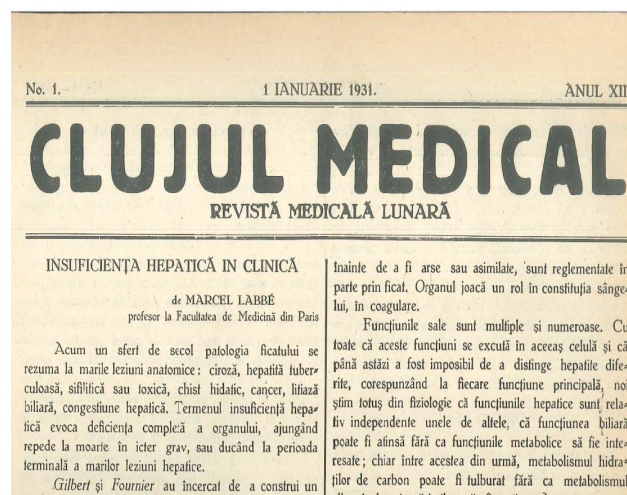 No. 1.
1 IANUARIE 1931.
ANUL XII
CLUJUL MEDICAL
REVISTĂ MEDICALĂ LUNARĂ
INSUFICIENȚA HEPATICĂ IN CLINICĂ
de MARCEL LABBÉ
profesor la Facultatea de Medicină din Paris
Acum un sfert de secol patologia ficatului se
rezuma la marile leziuni anatomice : ciroză, hepatită tuber-
culoasă, sifilitică sau toxică, chist hidatic, cancer, litiază
biliară, congestiune hepatică. Termenul insuficiență hepa-
tică evoca deficiența completă a organului, ajungând
repede la moarte în icter grav, sau ducând la perioada
terminală a marilor leziuni hepatice.
Gilbert și Fournier au încercat de a construi un
înainte de a fi arse sau asimilate, sunt reglementate în
parte prin ficat. Organul joacă un rol în constituția sânge-
lui, în coagulare.
Funcțiunile sale sunt multiple și numeroase. Cu
toate că aceste funcțiuni se excută în aceeaș celulă și că
până astăzi a fost imposibil de a distinge hepatite dife-
rite, corespunzând la fiecare funcțiune principală, noi
știm totuș din fiziologie că funcțiunile hepatice sunt rela-
tiv independente unele de altele, că funcțiunea biliară
poate fi atinsă fără ca funcțiunile metabolice să fie inte-
resate ; chiar între acestea din urmă, metabolismul hidra-
ților de carbon poate fi tulburat fără ca metabolismul